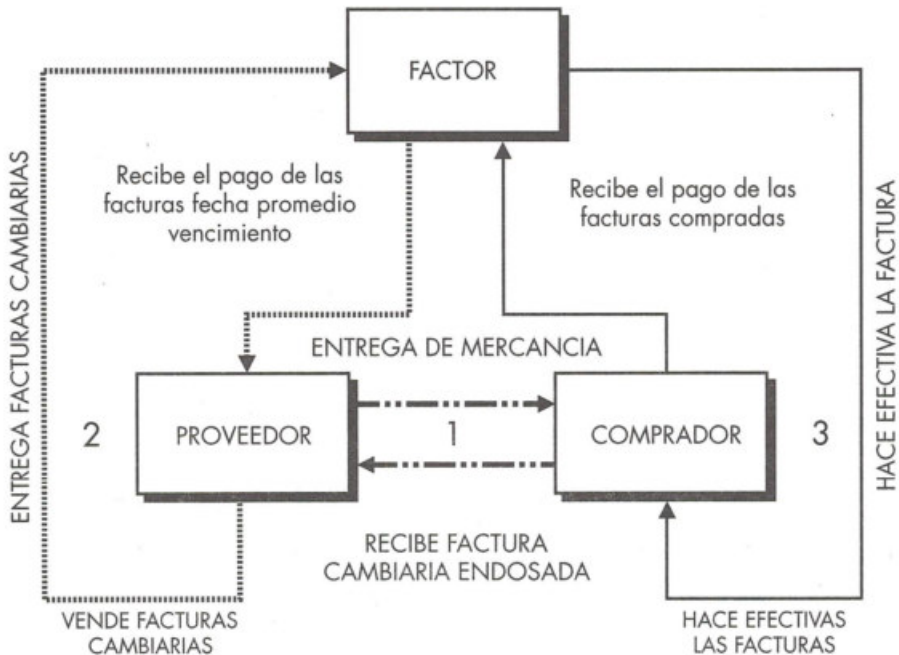 FACTOR
ENTREGA FACTURAS CAMBIARIAS
Recibe el pago de las
facturas fecha promedio
vencimiento
Recibe el pago de las
facturas compradas
HACE EFECTIVA LA FACTURA
ENTREGA DE MERCANCIA
2
PROVEEDOR
1
COMPRADOR
3
RECIBE FACTURA
CAMBIARIA ENDOSADA
VENDE FACTURAS
CAMBIARIAS
HACE EFECTIVAS
LAS FACTURAS